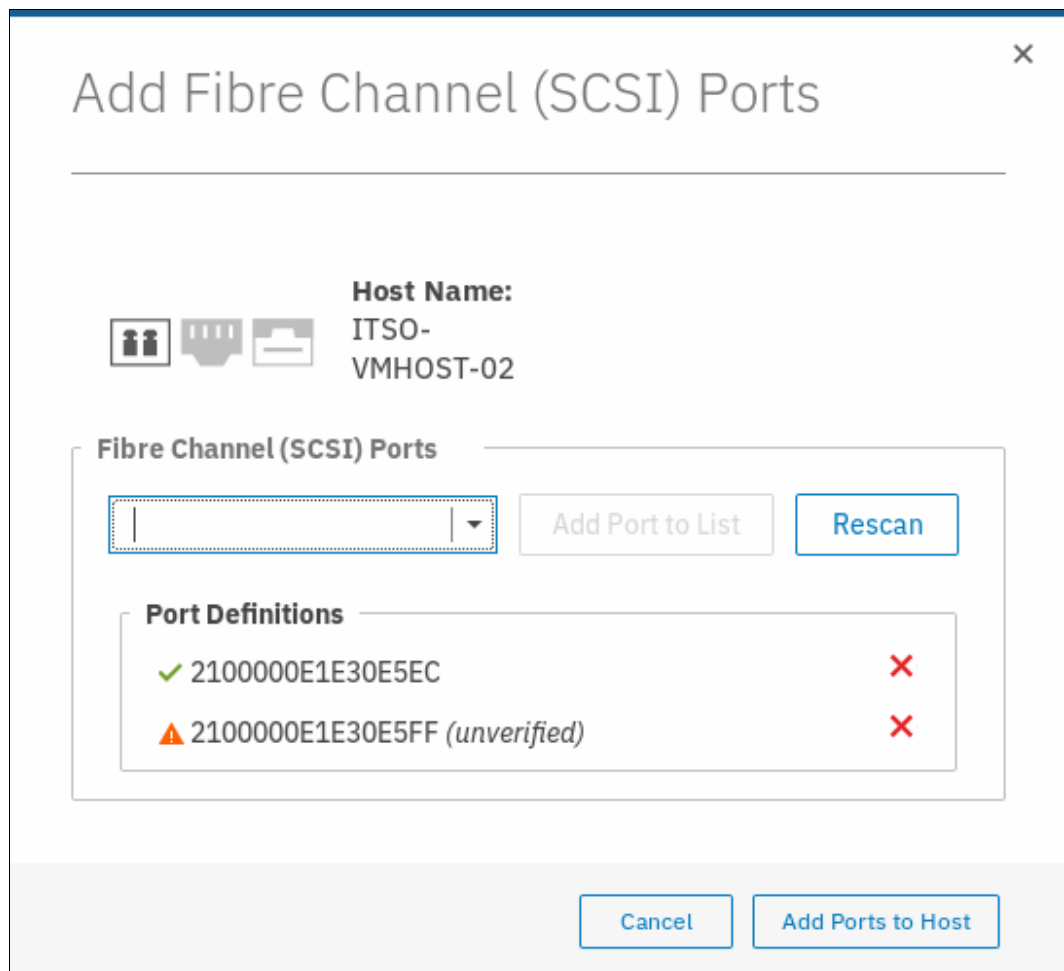 Add Fibre Channel (SCSI) Ports
Host Name:
ITSO-
VMHOST-02
Fibre Channel (SCSI) Ports
Add Port to List
Rescan
Port Definitions
2100000E1E30E5EC
2100000E1E30E5FF (unverified)
Cancel
Add Ports to Host